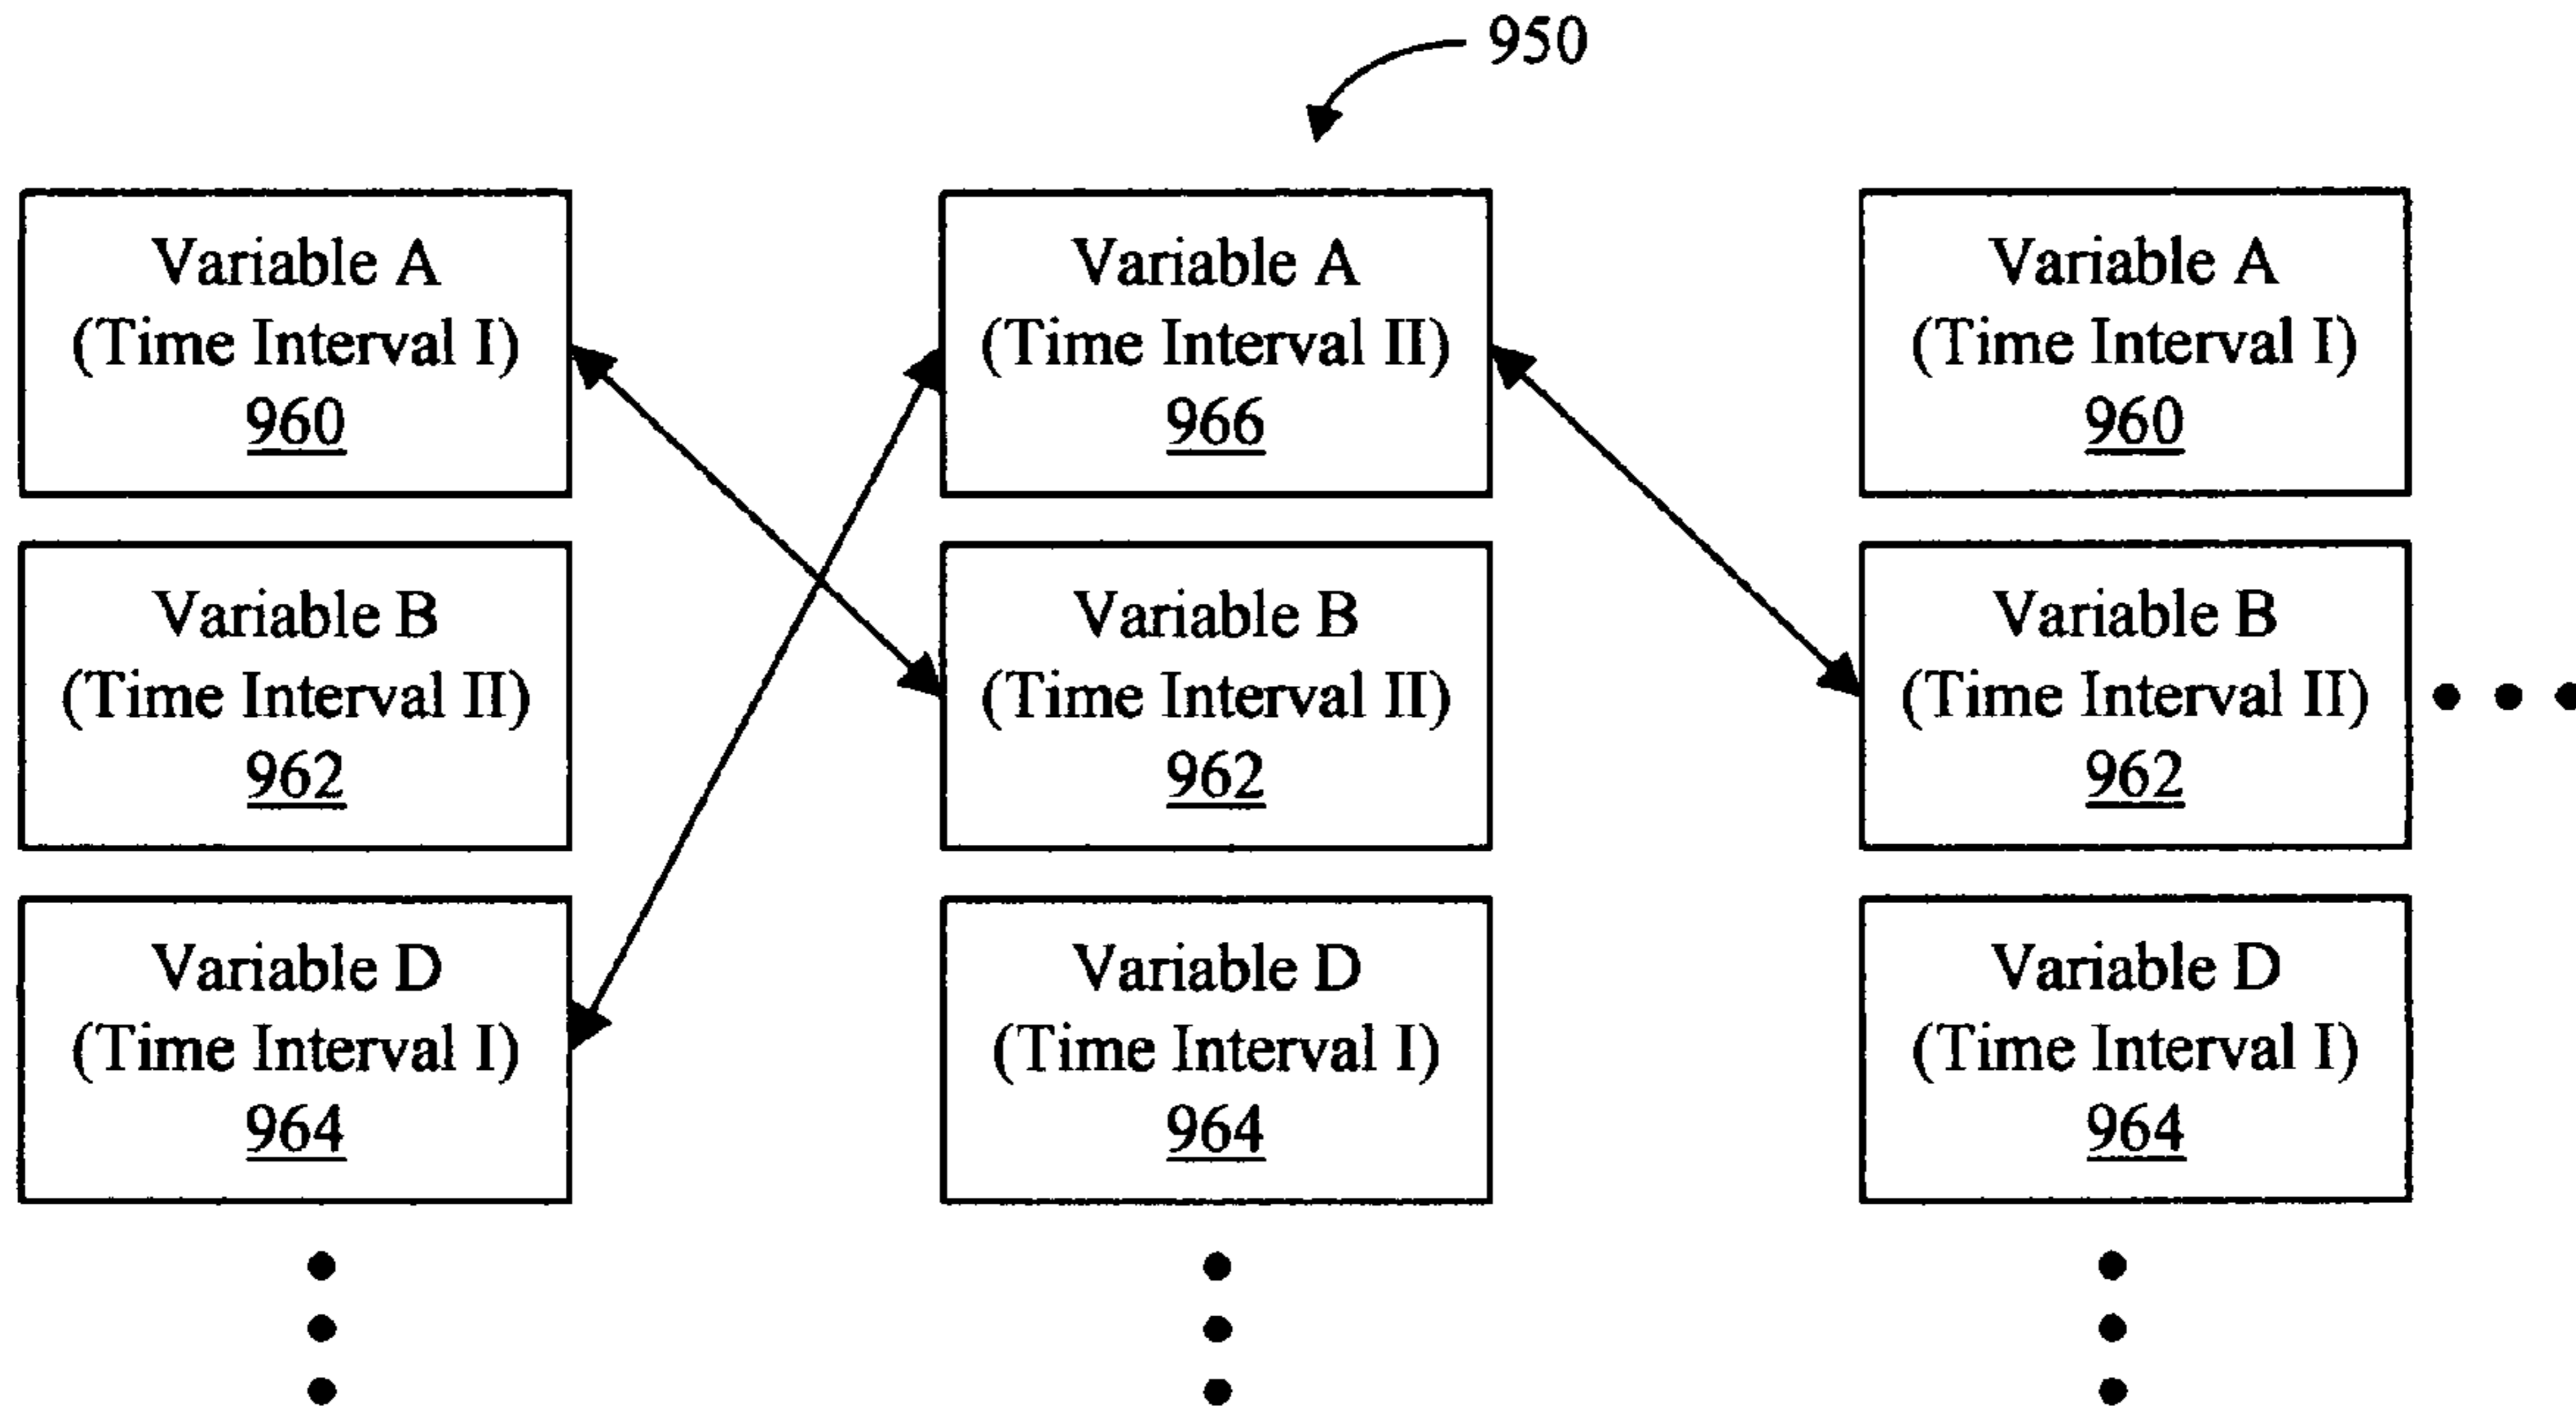 950
Variable A
(Time Interval I)
960
Variable A
(Time Interval II)
966
Variable A
(Time Interval I)
960
Variable B
(Time Interval II)
962
Variable B
(Time Interval II)
962
Variable B
(Time Interval II)
962
Variable D
(Time Interval I)
964
Variable D
(Time Interval I)
964
Variable D
(Time Interval I)
964